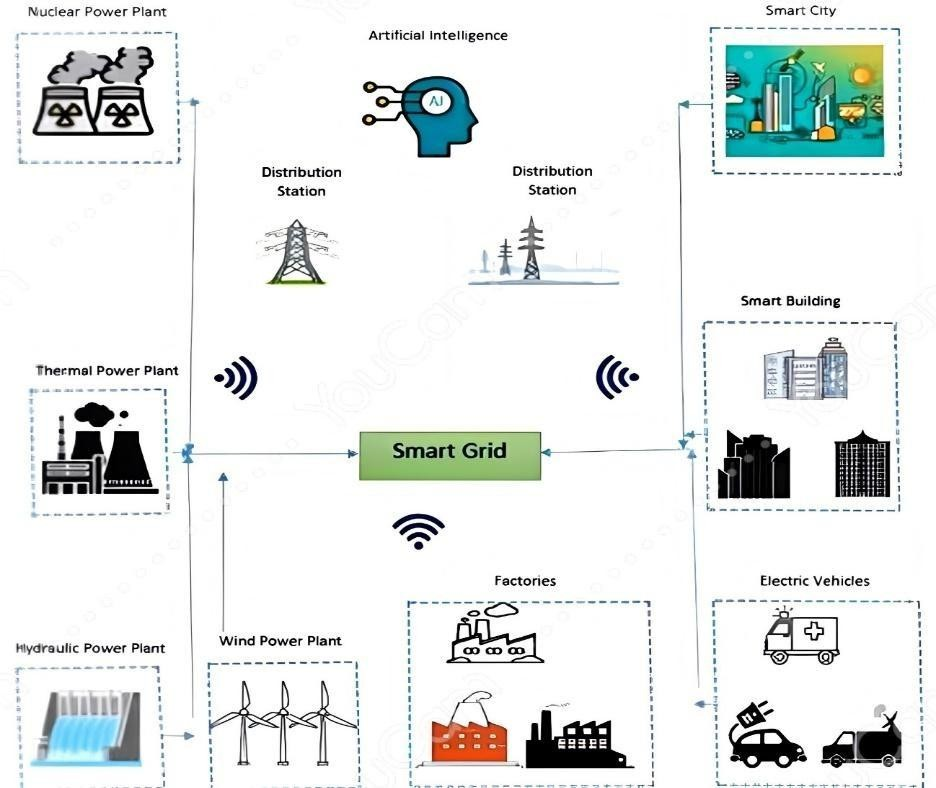 Nuclear Power Plant
Artificial Intelligence
Smart City
AI
Distribution
Station
Distribution
Station
Smart Building
Thermal Power Plant
Smart Grid
Factories
Electric Vehicles
Hydraulic Power Plant
Wind Power Plant
YouCam